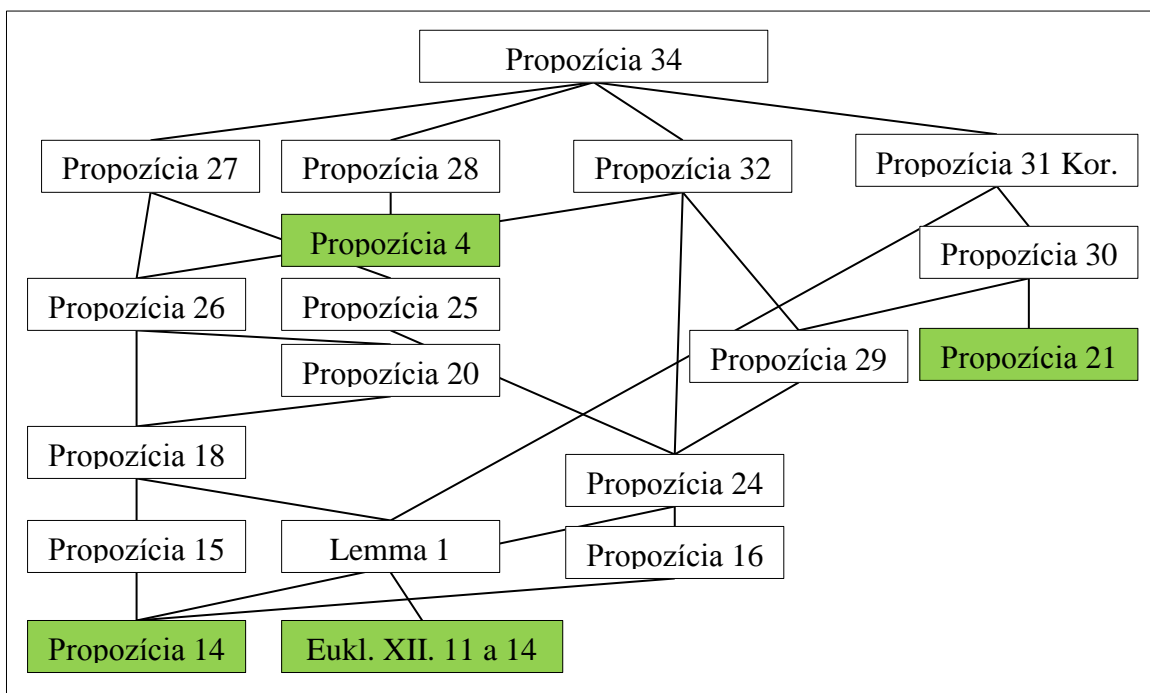 Propozícia 34
Propozícia 27
Propozícia 28
Propozícia 32
Propozícia 31 Kor.
Propozícia 4
Propozícia 30
Propozícia 26
Propozícia 25
Propozícia 29
Propozícia 21
Propozícia 20
Propozícia 18
Propozícia 24
Propozícia 15
Lemma 1
Propozícia 16
Propozícia 14
Eukl. XII. 11 a 14